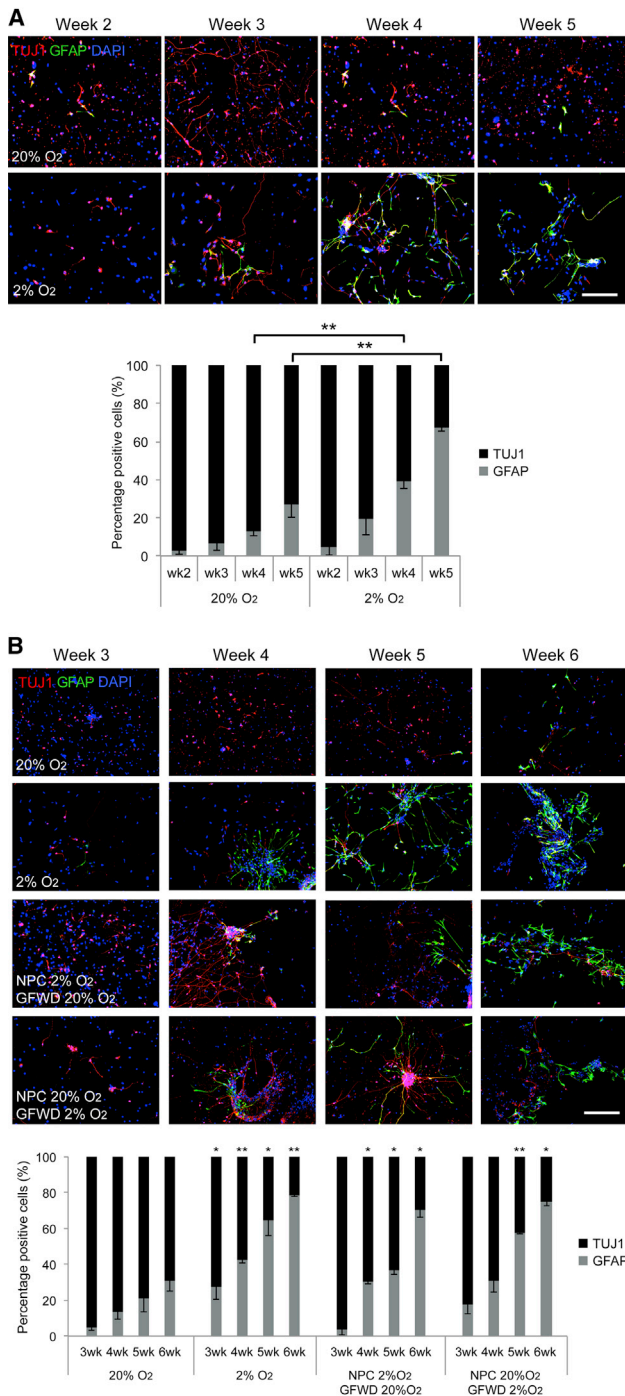 A
Week 2 Week 3 Week 4 Week 5
TUJ1 GFAP DAPI
20% O2
2% O2
**
**
Percentage positive cells (%)
100
80
60
40
20
0
TUJ1
GFAP
wk2 wk3 wk4 wk5 wk2 wk3 wk4 wk5
20% O2 2% O2
B
Week 3 Week 4 Week 5 Week 6
TUJ1 GFAP DAPI
20% O2
2% O2
NPC 2% O2
GFWD 20% O2
NPC 20% O2
GFWD 2% O2
* ** * ** * * * ** *
Percentage positive cells (%)
100
80
60
40
20
0
TUJ1
GFAP
3wk 4wk 5wk 6wk 3wk 4wk 5wk 6wk 3wk 4wk 5wk 6wk 3wk 4wk 5wk 6wk
20% O2 2% O2 NPC 2%O2 NPC 20%O2
GFWD 20%O2 GFWD 2%O2